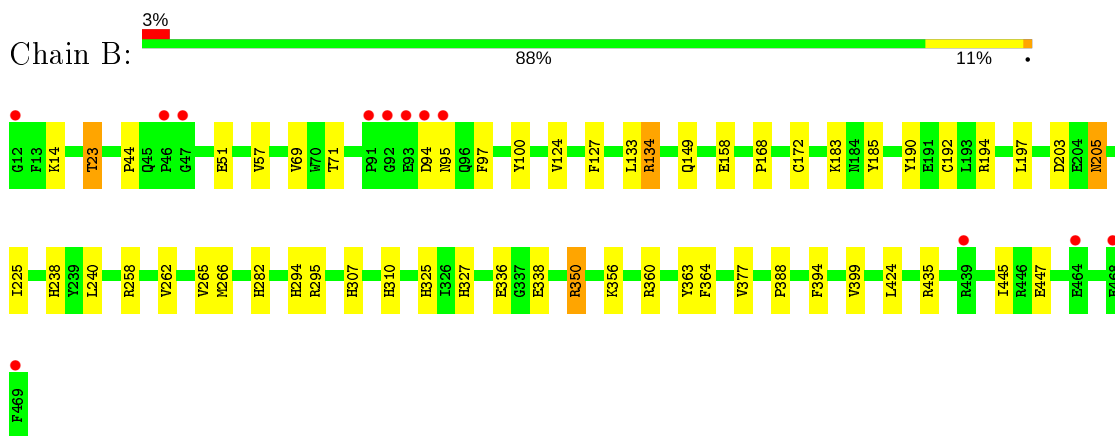 3%
Chain B:
88% 11% •
G12 F13 K14 T23 P44 Q45 P46 G47 E51 V57 V69 W70 T71 P91 G92 E93 D94 N95 Q96 F97 Y100 V124 F127 L133 R134 Q149 E158 P168 C172 K183 N184 Y185 Y190 E191 C192 L193 R194 L197 D203 E204 N205
I225 H238 Y239 L240 R258 V262 V265 M266 H282 H294 R295 H307 H310 H325 I326 H327 E336 G337 E338 R350 K356 R360 Y363 F364 V377 P388 F394 V399 L424 R435 R439 I445 R446 E447 E464
F469